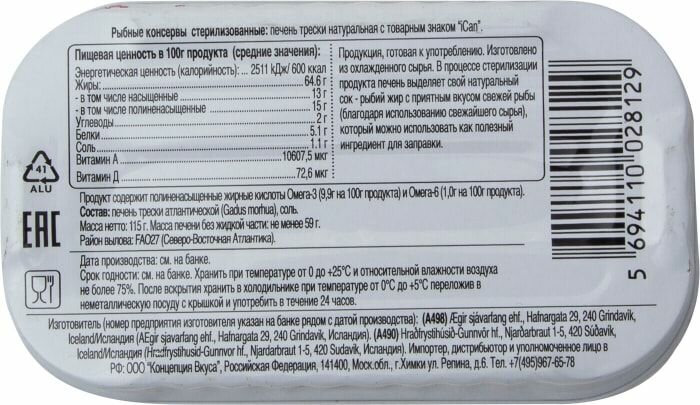 Рыбные консервы стерилизованные: печень трески натуральная с товарным знаком "iCan".
Пищевая ценность в 100г продукта (средние значения):
Энергетическая ценность (калорийность): ... 2511 kДж/ 600 ккал
Жиры: 64.6 г
- в том числе насыщенные 13 г
- в том числе полиненасыщенные 15 г
Углеводы 2 г
Белки 5.1 г
Соль 1.1 г
Витамин А 10607,5 мкг
Витамин Д 72,6 мкг
Продукция, готовая к употреблению. Изготовлено
из охлажденного сырья. В процессе стерилизации
продукта печень выделяет свой натуральный
сок - рыбий жир с приятным вкусом свежей рыбы
(благодаря использованию свежайшего сырья),
который можно использовать как полезный
ингредиент для заправки.
5 694110 028129
41
ALU
EAC
Продукт содержит полиненасыщенные жирные кислоты Омега-3 (9,9г на 100г продукта) и Омега-6 (1,0г на 100г продукта).
Состав: печень трески атлантической (Gadus morhua), соль.
Масса нетто: 115 г. Масса печени без жидкой части: не менее 59 г.
Район вылова: FAO27 (Северо-Восточная Атлантика).
Дата производства: см. на банке.
Срок годности: см. на банке. Хранить при температуре от 0 до +25°С и относительной влажности воздуха
не более 75%. После вскрытия хранить в холодильнике при температуре от 0°С до +5°С переложив в
неметаллическую посуду с крышкой и употребить в течение 24 часов.
Изготовитель (номер предприятия изготовителя указан на банке рядом с датой производства): (A498) Ægir sjávarfang ehf., Hafnargata 29, 240 Grindavik,
Iceland/Исландия (Ægir sjavarfang ehf., Hafnargata 29, 240 Grindavik, Исландия). (A490) Hraðfrystihúsið-Gunnvör hf., Njarðarbraut 1-5, 420 Súðavik,
Iceland/Исландия (Hradfrystihusid-Gunnvor hf., Njardarbraut 1-5, 420 Sudavik, Исландия). Импортер, дистрибьютор и уполномоченное лицо в
РФ: ООО "Концепция Вкуса", Российская Федерация, 141400, Московская обл., г.Химки ул. Репина, д.6. Тел.: +7(495)967-65-78